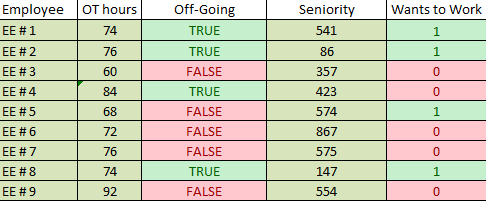 Employee OT hours Off-Going Seniority Wants to Work
EE # 1 74 TRUE 541 1
EE # 2 76 TRUE 86 1
EE # 3 60 FALSE 357 0
EE # 4 84 TRUE 423 0
EE # 5 68 FALSE 574 1
EE # 6 72 FALSE 867 0
EE # 7 76 FALSE 575 0
EE # 8 74 TRUE 147 1
EE # 9 92 FALSE 554 0